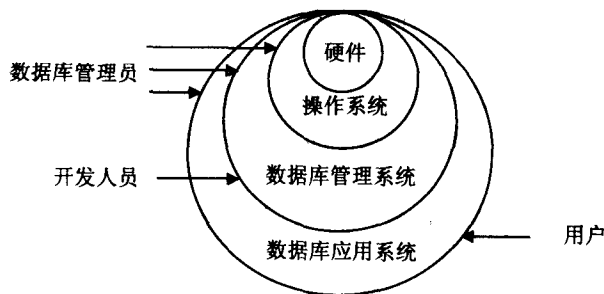 硬件
数据库管理员
操作系统
开发人员
数据库管理系统
用户
数据库应用系统